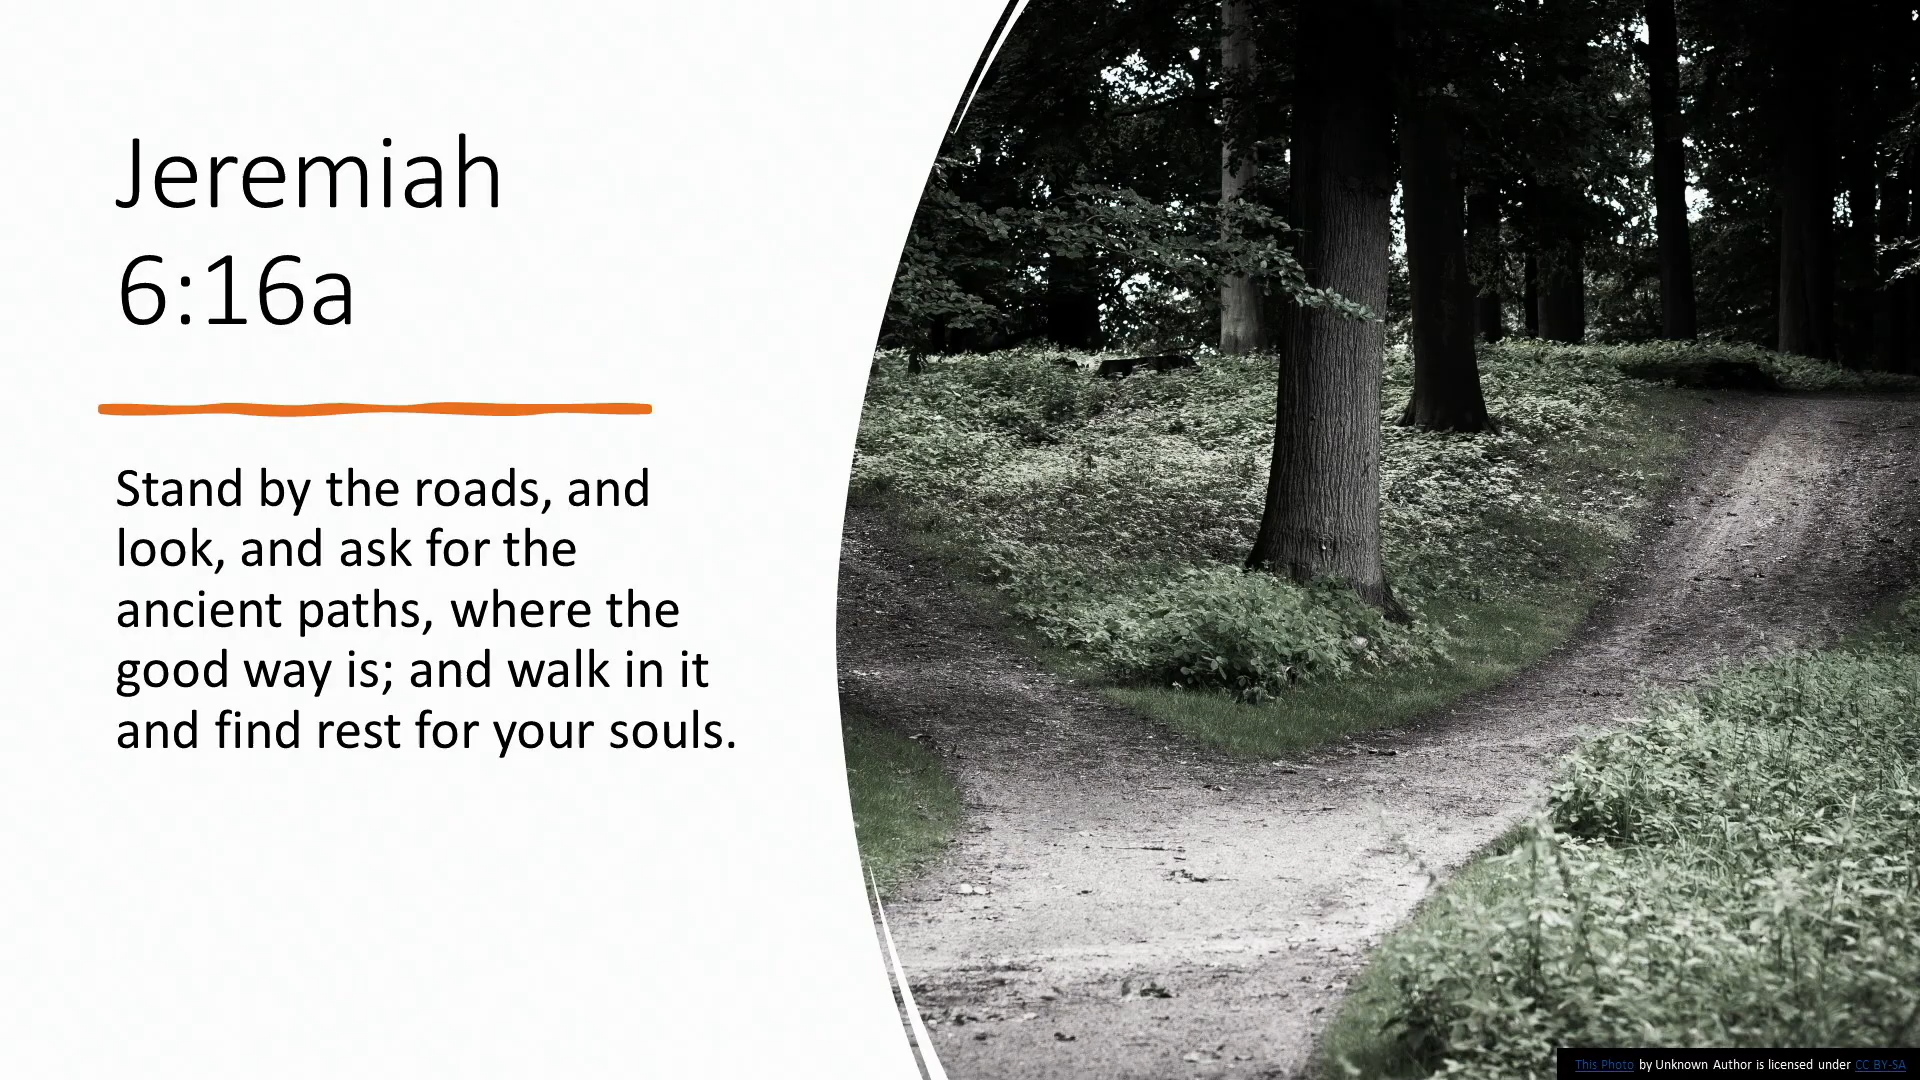 Jeremiah
6:16a
Stand by the roads, and
look, and ask for the
ancient paths, where the
good way is; and walk in it
and find rest for your souls.
This Photo by Unknown Author is licensed under CC BY-SA